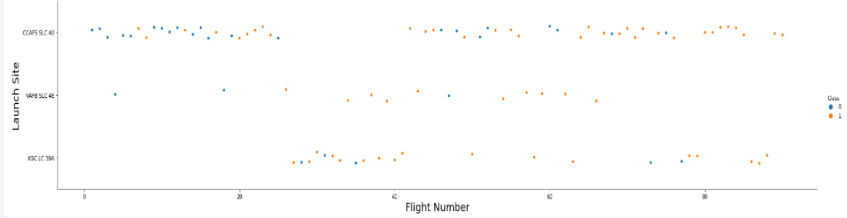 CCAFS SLC 40
VAFB SLC 4E
KSC LC 39A
Launch Site
0
20
40
60
80
Flight Number
Class
0
1